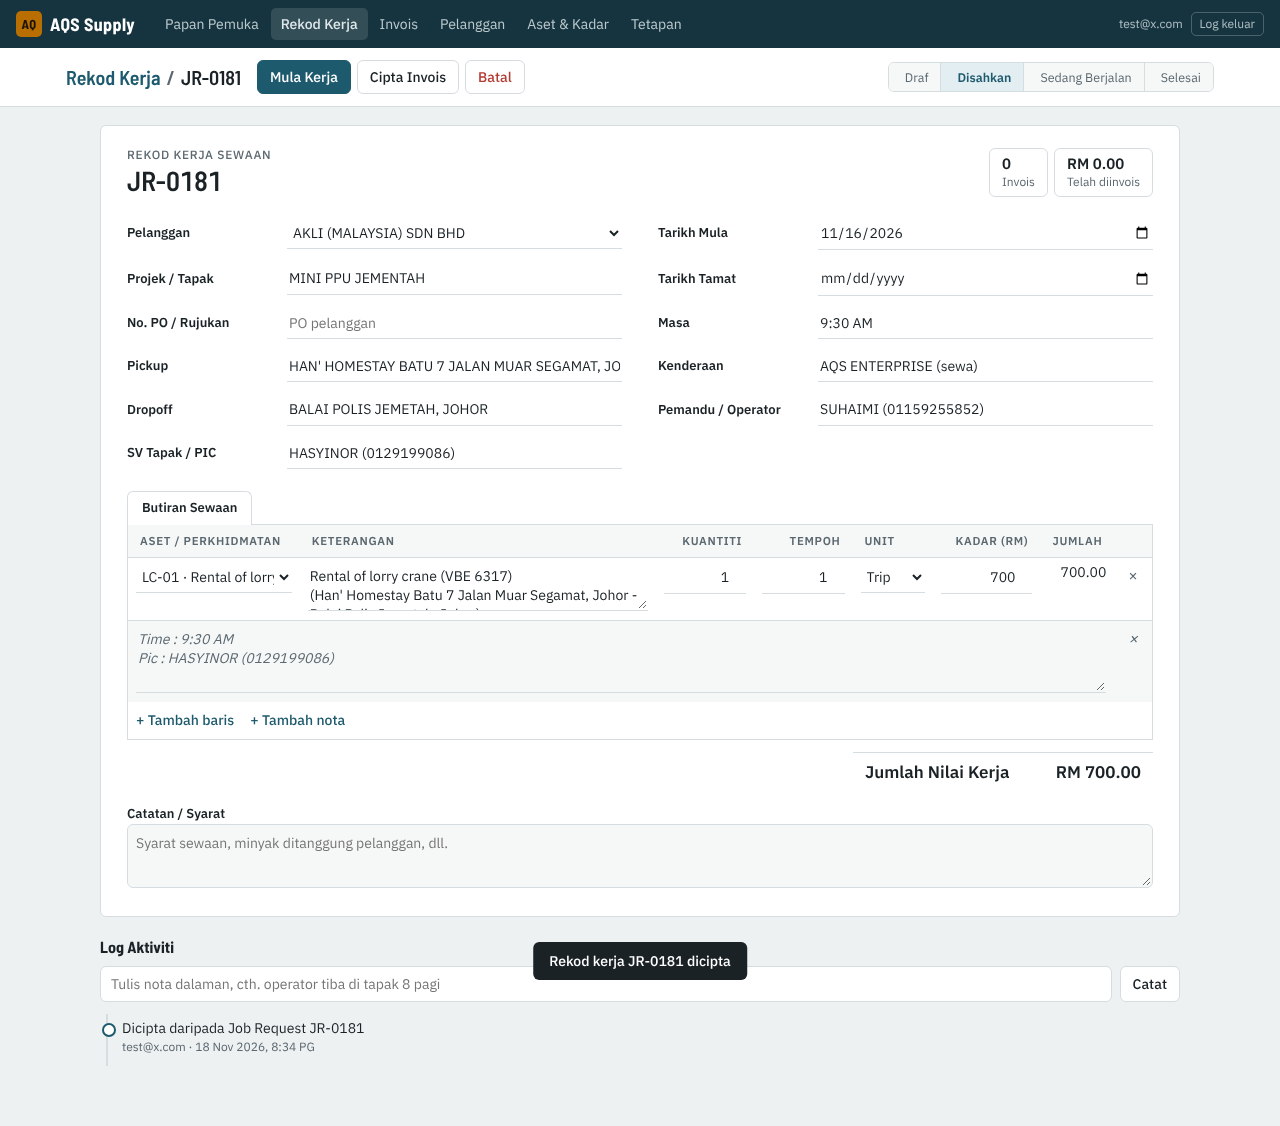 AQ AQS Supply Papan Pemuka Rekod Kerja Invois Pelanggan Aset & Kadar Tetapan test@x.com Log keluar
Rekod Kerja / JR-0181 Mula Kerja Cipta Invois Batal Draf Disahkan Sedang Berjalan Selesai
REKOD KERJA SEWAAN
JR-0181
0
Invois
RM 0.00
Telah diinvois
Pelanggan AKLI (MALAYSIA) SDN BHD
Tarikh Mula 11/16/2026
Projek / Tapak MINI PPU JEMENTAH
Tarikh Tamat mm/dd/yyyy
No. PO / Rujukan PO pelanggan
Masa 9:30 AM
Pickup HAN' HOMESTAY BATU 7 JALAN MUAR SEGAMAT, JO
Kenderaan AQS ENTERPRISE (sewa)
Dropoff BALAI POLIS JEMETAH, JOHOR
Pemandu / Operator SUHAIMI (01159255852)
SV Tapak / PIC HASYINOR (0129199086)
Butiran Sewaan
ASET / PERKHIDMATAN KETERANGAN KUANTITI TEMPOH UNIT KADAR (RM) JUMLAH
LC-01 · Rental of lorry Rental of lorry crane (VBE 6317) 1 1 Trip 700 700.00 ×
(Han' Homestay Batu 7 Jalan Muar Segamat, Johor -
Time : 9:30 AM ×
Pic : HASYINOR (0129199086)
+ Tambah baris + Tambah nota
Jumlah Nilai Kerja RM 700.00
Catatan / Syarat
Syarat sewaan, minyak ditanggung pelanggan, dll.
Log Aktiviti
Rekod kerja JR-0181 dicipta
Tulis nota dalaman, cth. operator tiba di tapak 8 pagi Catat
Dicipta daripada Job Request JR-0181
test@x.com · 18 Nov 2026, 8:34 PG